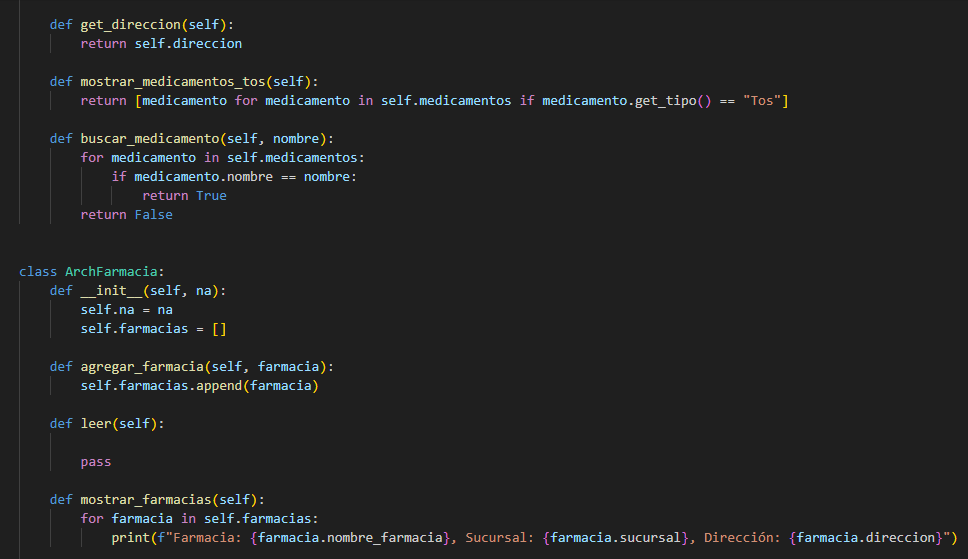 def get_direccion(self):
    return self.direccion
def mostrar_medicamentos_tos(self):
    return [medicamento for medicamento in self.medicamentos if medicamento.get_tipo() == "Tos"]
def buscar_medicamento(self, nombre):
    for medicamento in self.medicamentos:
        if medicamento.nombre == nombre:
            return True
    return False
class ArchFarmacia:
    def __init__(self, na):
        self.na = na
        self.farmacias = []
    def agregar_farmacia(self, farmacia):
        self.farmacias.append(farmacia)
    def leer(self):
        pass
    def mostrar_farmacias(self):
        for farmacia in self.farmacias:
            print(f"Farmacia: {farmacia.nombre_farmacia}, Sucursal: {farmacia.sucursal}, Dirección: {farmacia.direccion}")